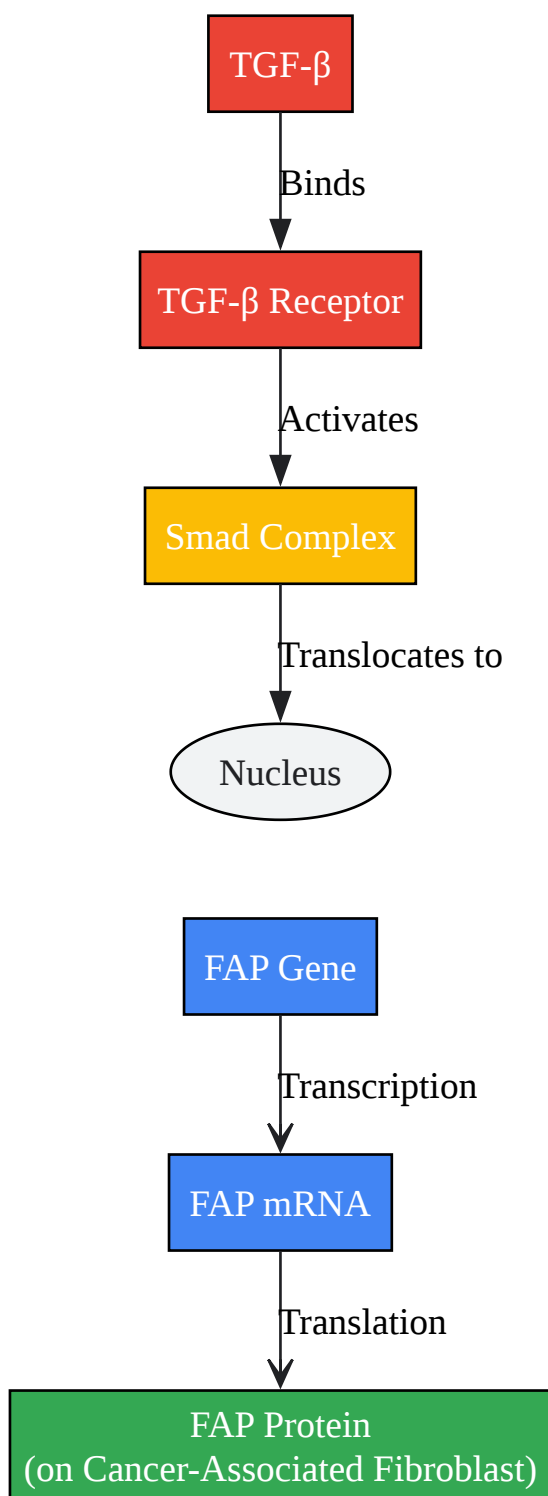 TGF-β
Binds
TGF-β Receptor
Activates
Smad Complex
Translocates to
Nucleus
FAP Gene
Transcription
FAP mRNA
Translation
FAP Protein
(on Cancer-Associated Fibroblast)